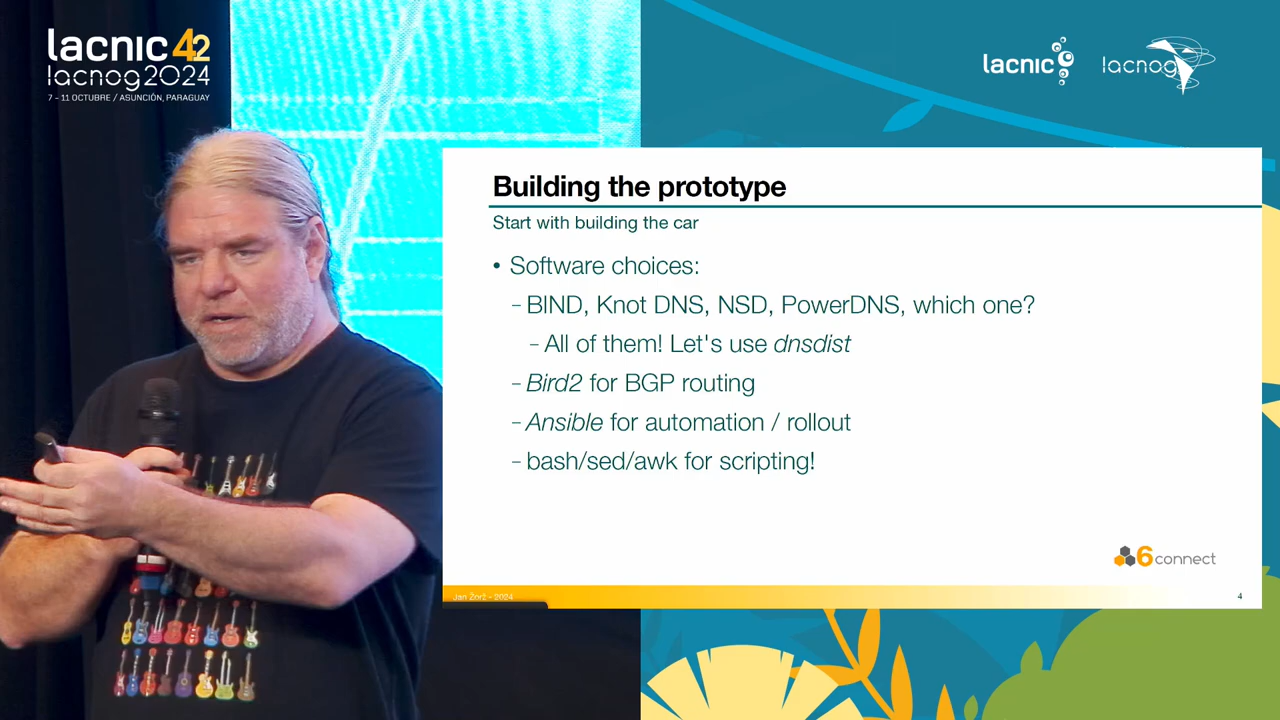 lacnic 42
lacnog2024
7 - 11 OCTUBRE / ASUNCIÓN, PARAGUAY
lacnic
lacnog
Building the prototype
Start with building the car
• Software choices:
– BIND, Knot DNS, NSD, PowerDNS, which one?
– All of them! Let's use dnsdist
– Bird2 for BGP routing
– Ansible for automation / rollout
– bash/sed/awk for scripting!
6connect
Jan Žorž - 2024
4